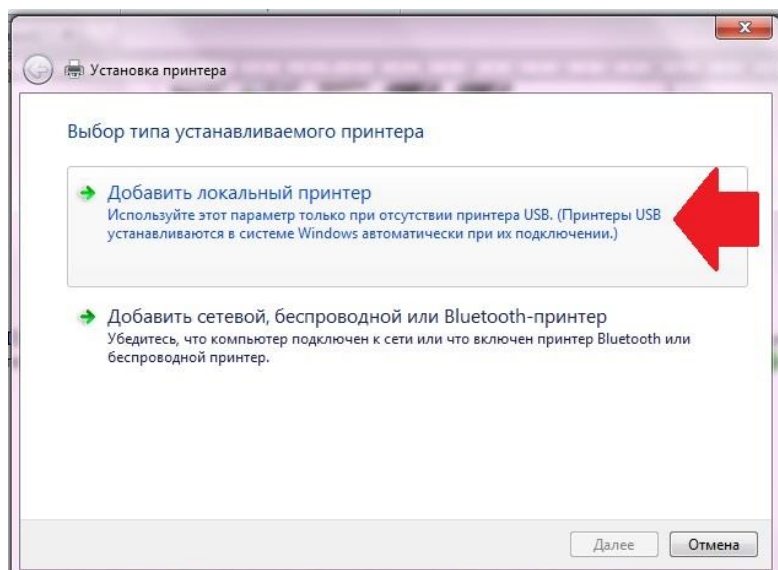 Установка принтера
Выбор типа устанавливаемого принтера
Добавить локальный принтер
Используйте этот параметр только при отсутствии принтера USB. (Принтеры USB
устанавливаются в системе Windows автоматически при их подключении.)
Добавить сетевой, беспроводной или Bluetooth-принтер
Убедитесь, что компьютер подключен к сети или что включен принтер Bluetooth или
беспроводной принтер.
Далее
Отмена